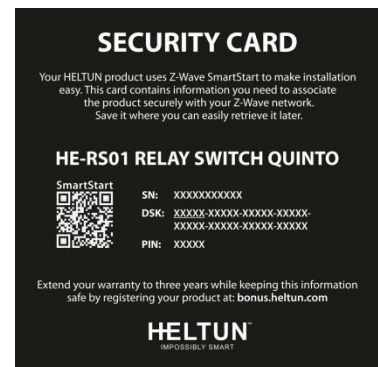 SECURITY CARD
Your HELTUN product uses Z-Wave SmartStart to make installation
easy. This card contains information you need to associate
the product securely with your Z-Wave network.
Save it where you can easily retrieve it later.
HE-RS01 RELAY SWITCH QUINTO
SmartStart
SN: XXXXXXXXXXX
DSK: XXXXX-XXXXX-XXXXX-XXXXX-
XXXXX-XXXXX-XXXXX-XXXXX
PIN: XXXXX
Extend your warranty to three years while keeping this information
safe by registering your product at: bonus.heltun.com
HELTUN
IMPOSSIBLY SMART